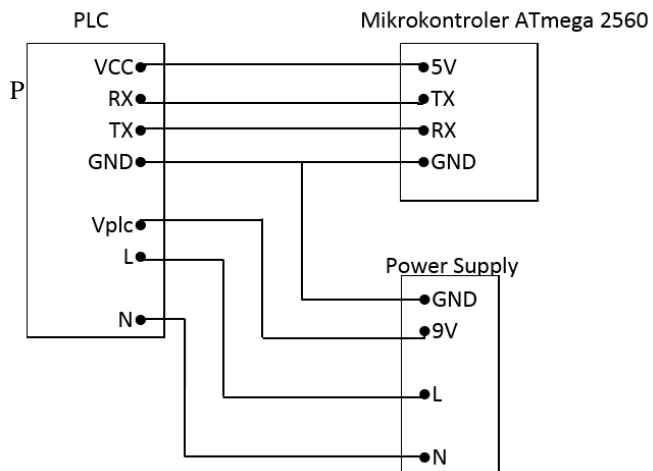 PLC
Mikrokontroler ATmega 2560
P
VCC
RX
TX
GND
Vplc
L
N
5V
TX
RX
GND
Power Supply
GND
9V
L
N